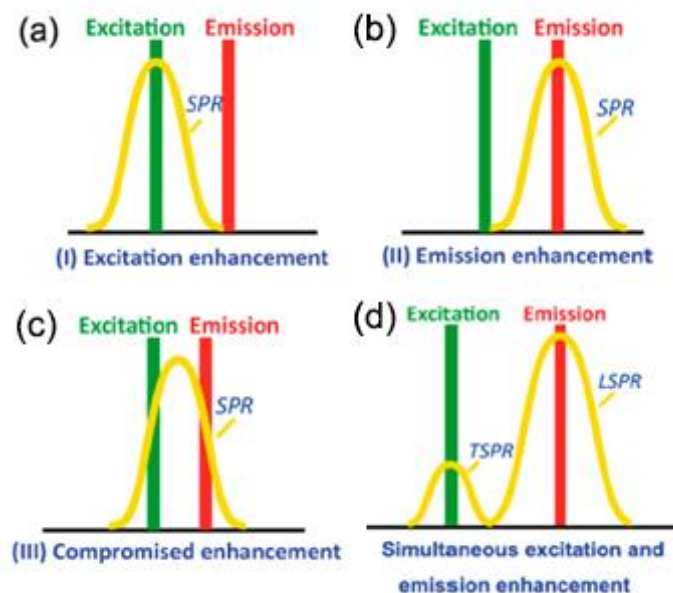 (a) Excitation Emission
SPR
(I) Excitation enhancement
(b) Excitation Emission
SPR
(II) Emission enhancement
(c) Excitation Emission
SPR
(III) Compromised enhancement
(d) Excitation Emission
LSPR
TSPR
Simultaneous excitation and
emission enhancement